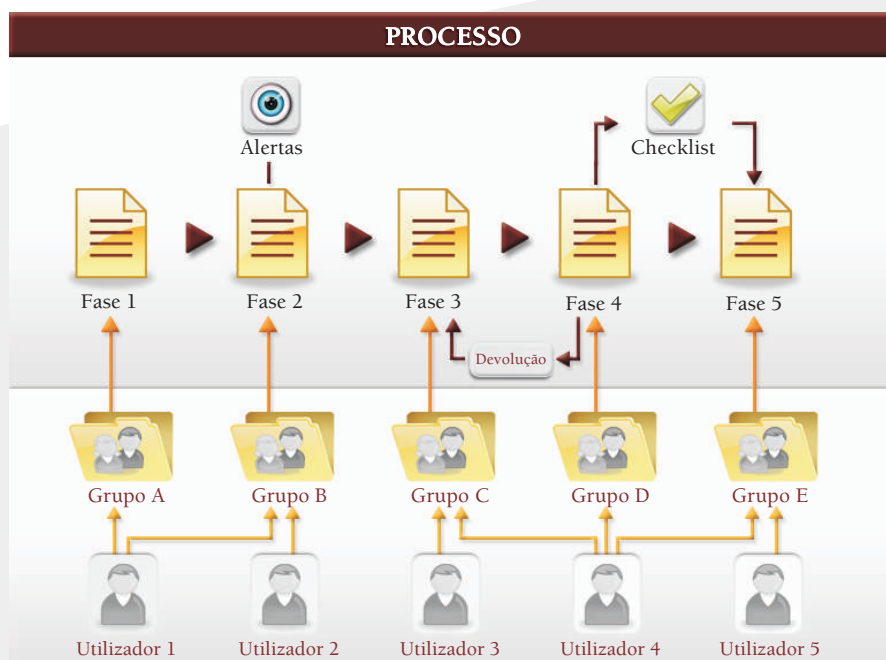 PROCESSO
Alertas
Checklist
Fase 1
Fase 2
Fase 3
Fase 4
Fase 5
Devolução
Grupo A
Grupo B
Grupo C
Grupo D
Grupo E
Utilizador 1
Utilizador 2
Utilizador 3
Utilizador 4
Utilizador 5